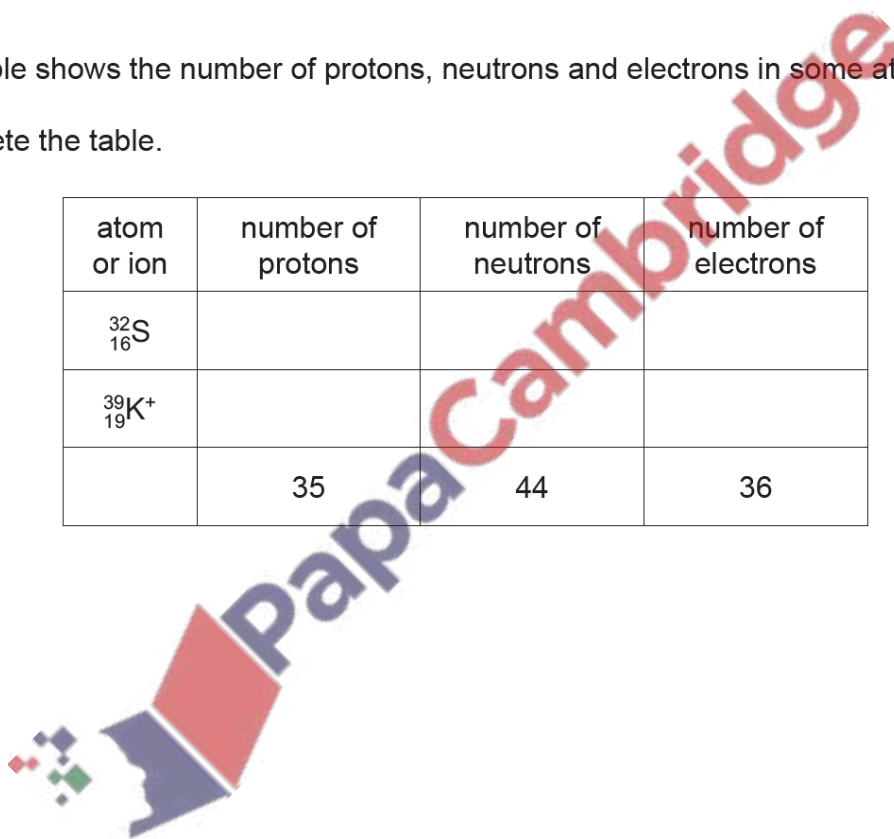 ble shows the number of protons, neutrons and electrons in some at
ete the table.
atom or ion number of protons number of neutrons number of electrons
³²₁₆S
³⁹₁₉K⁺
35 44 36
PapaCambridge